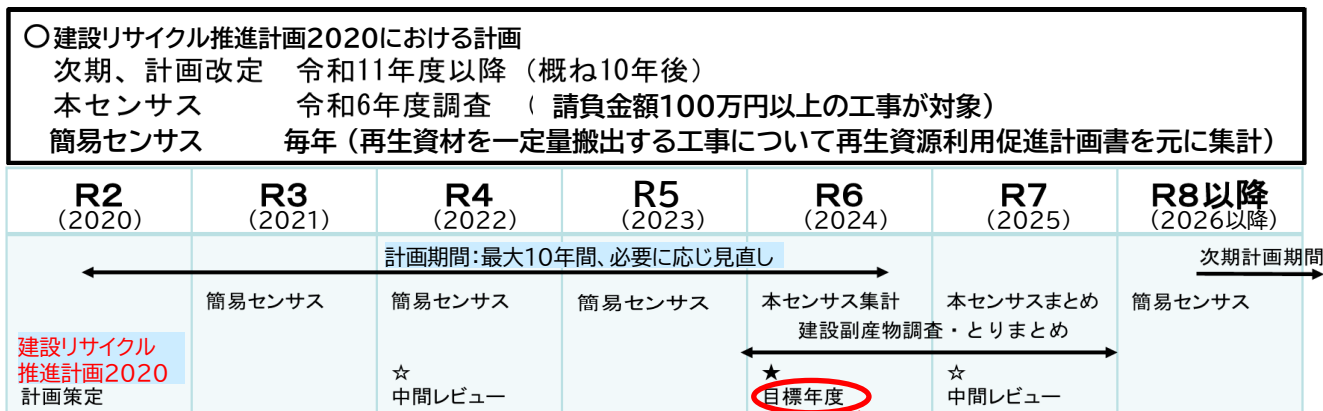 ○建設リサイクル推進計画2020における計画
次期、計画改定 令和11年度以降（概ね10年後）
本センサス 令和6年度調査 （ 請負金額100万円以上の工事が対象）
簡易センサス 毎年（再生資材を一定量搬出する工事について再生資源利用促進計画書を元に集計）
R2 R3 R4 R5 R6 R7 R8以降
（2020） （2021） （2022） （2023） （2024） （2025） （2026以降）
計画期間：最大10年間、必要に応じ見直し 次期計画期間
簡易センサス 簡易センサス 簡易センサス 本センサス集計 本センサスまとめ 簡易センサス
建設副産物調査・とりまとめ
建設リサイクル
推進計画2020
☆ ★ ☆
計画策定 中間レビュー 目標年度 中間レビュー